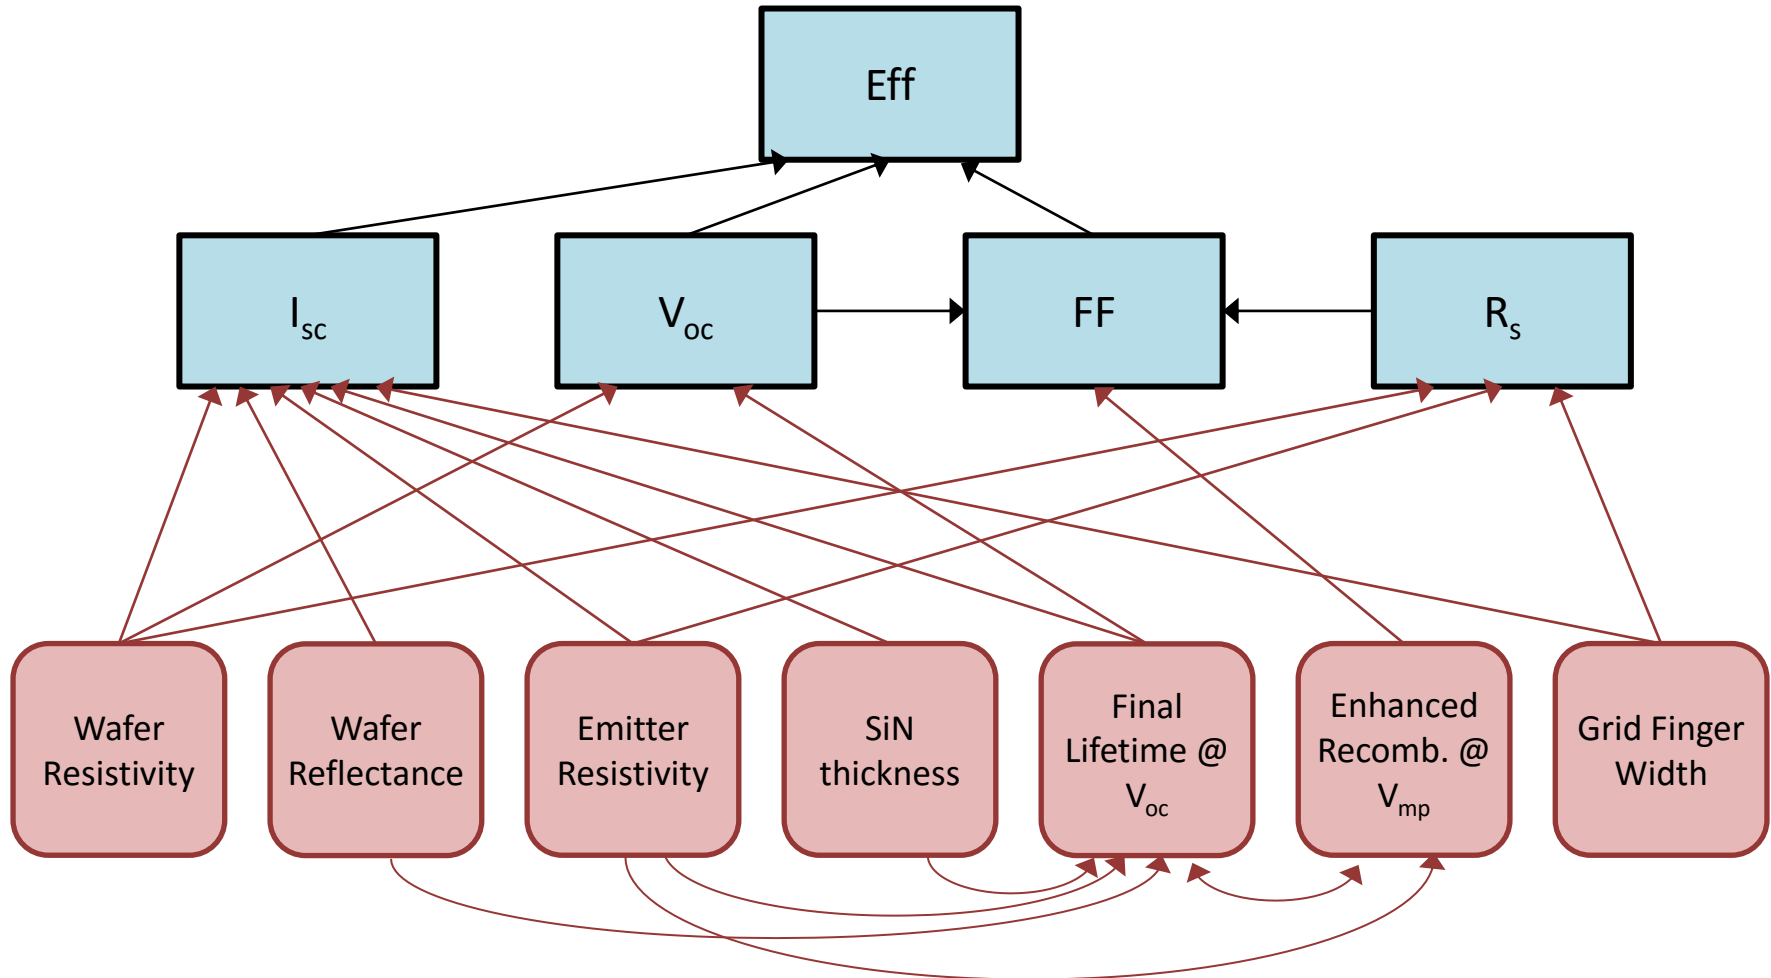 Eff
Isc
Voc
FF
Rs
Wafer
Resistivity
Wafer
Reflectance
Emitter
Resistivity
SiN
thickness
Final
Lifetime @
Voc
Enhanced
Recomb. @
Vmp
Grid Finger
Width